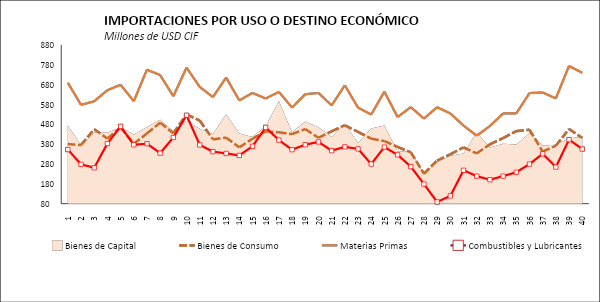 IMPORTACIONES POR USO O DESTINO ECONÓMICO
Millones de USD CIF
880
780
680
580
480
380
280
180
80
1 2 3 4 5 6 7 8 9 10 11 12 13 14 15 16 17 18 19 20 21 22 23 24 25 26 27 28 29 30 31 32 33 34 35 36 37 38 39 40
Bienes de Capital Bienes de Consumo Materias Primas Combustibles y Lubricantes